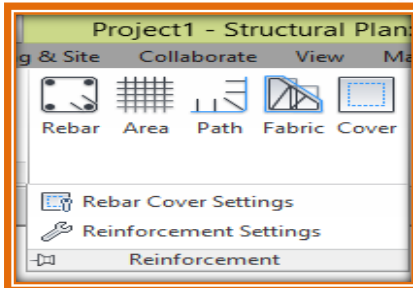 Project1 - Structural Plan:
g & Site Collaborate View Ma
Rebar Area Path Fabric Cover
Rebar Cover Settings
Reinforcement Settings
Reinforcement